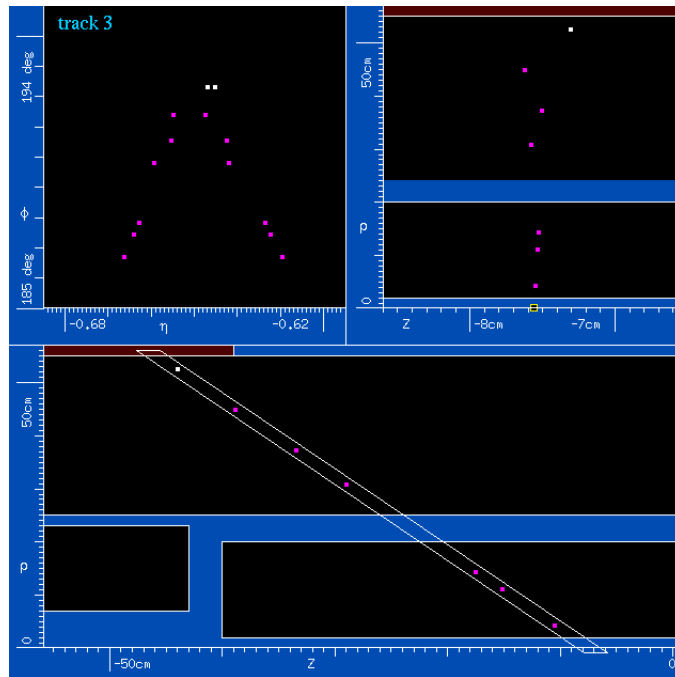 track 3
194 deg
ϕ
185 deg
-0.68
η
-0.62
50cm
ρ
0
Z
-8cm
-7cm
50cm
ρ
0
-50cm
Z
0